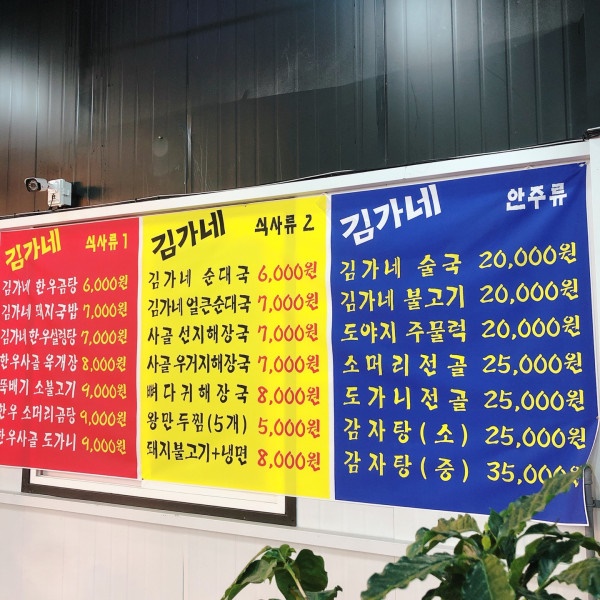 김가네 식사류 1
김가네 한우곰탕 6,000원
김가네 돼지국밥 7,000원
김가네 한우설렁탕 7,000원
한우사골 육개장 8,000원
뚝배기 소불고기 9,000원
한우 소머리곰탕 9,000원
한우사골 도가니 9,000원
김가네 식사류 2
김가네 순대국 6,000원
김가네 얼큰순대국 7,000원
사골 선지해장국 7,000원
사골 우거지해장국 7,000원
뼈다귀해장국 8,000원
왕만두찜(5개) 5,000원
돼지불고기+냉면 8,000원
김가네 안주류
김가네 술국 20,000원
김가네 불고기 20,000원
도야지 주물럭 20,000원
소머리전골 25,000원
도가니전골 25,000원
감자탕(소) 25,000원
감자탕(중) 35,000원